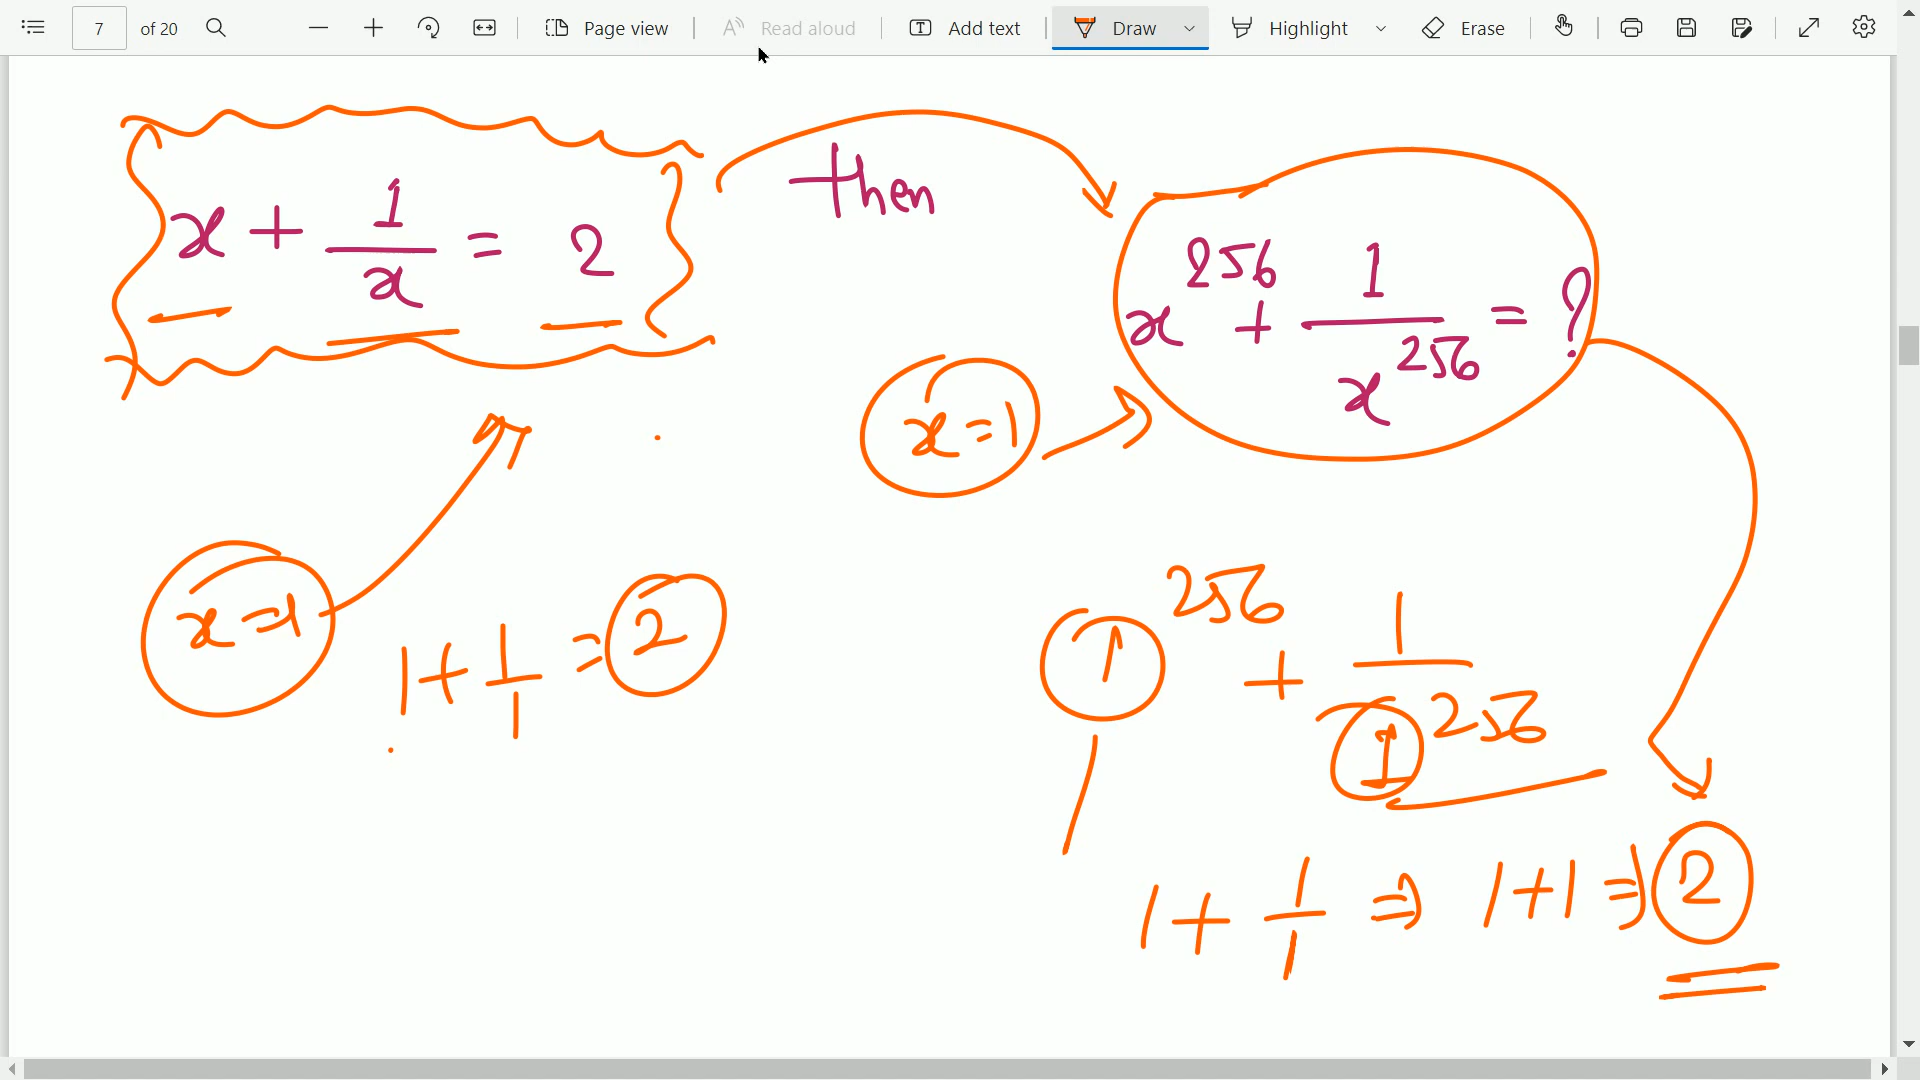 7 of 20 Page view Read aloud Add text Draw Highlight Erase
x + 1/x = 2 then x^256 + 1/x^256 = ?
x=1
x=1
1 + 1/1 = 2
1^256 + 1/1^256
1 + 1/1 ⇒ 1+1 ⇒ 2